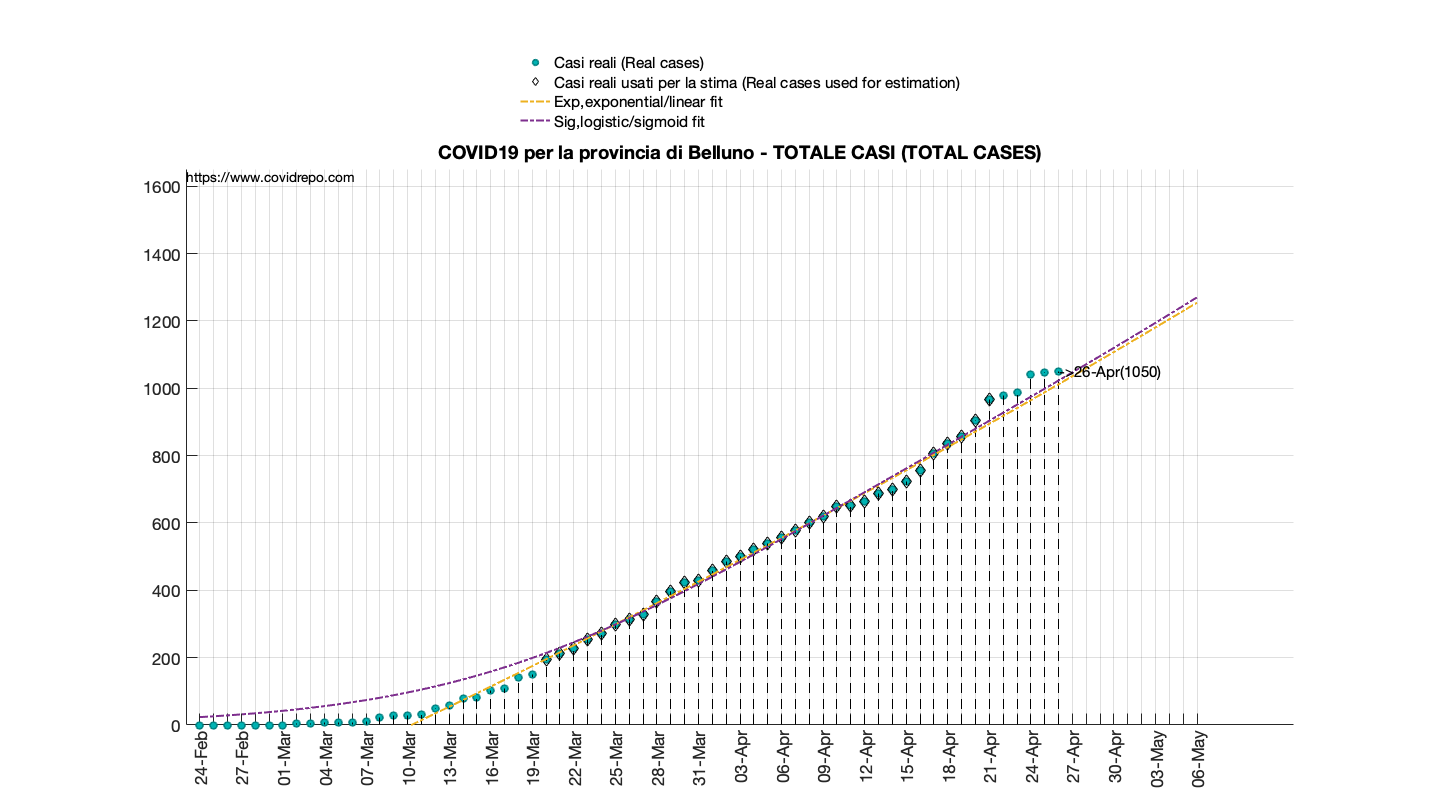 Casi reali (Real cases)
Casi reali usati per la stima (Real cases used for estimation)
Exp,exponential/linear fit
Sig,logistic/sigmoid fit
COVID19 per la provincia di Belluno - TOTALE CASI (TOTAL CASES)
https://www.covidrepo.com
1600
1400
1200
1000
800
600
400
200
0
->26-Apr(1050)
24-Feb
27-Feb
01-Mar
04-Mar
07-Mar
10-Mar
13-Mar
16-Mar
19-Mar
22-Mar
25-Mar
28-Mar
31-Mar
03-Apr
06-Apr
09-Apr
12-Apr
15-Apr
18-Apr
21-Apr
24-Apr
27-Apr
30-Apr
03-May
06-May